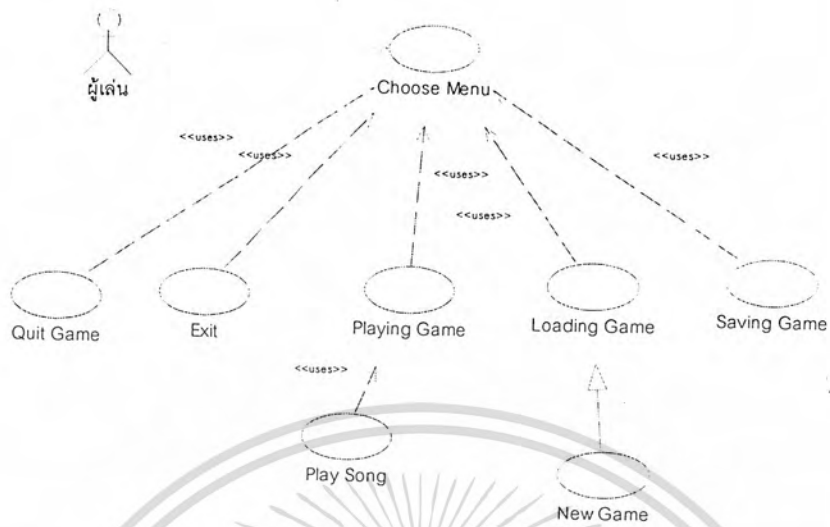 ผู้เล่น
Choose Menu
<<uses>>
<<uses>>
<<uses>>
<<uses>>
<<uses>>
Quit Game
Exit
Playing Game
Loading Game
Saving Game
<<uses>>
Play Song
New Game